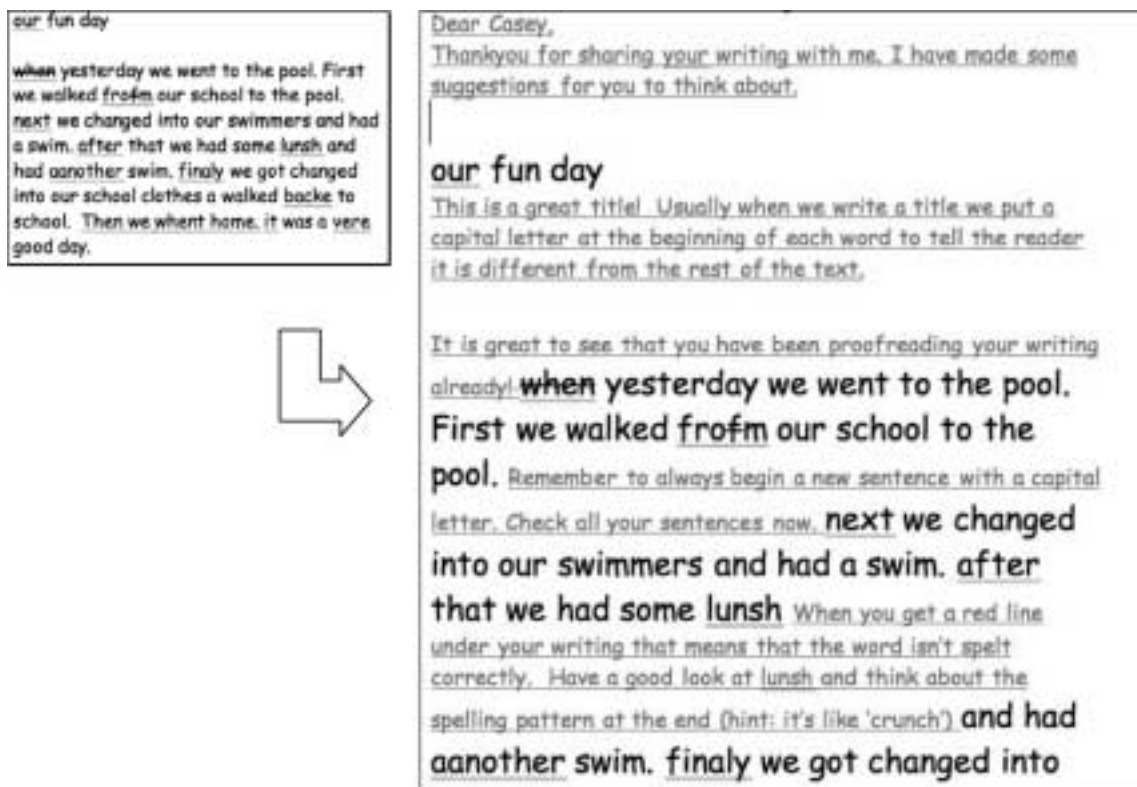 our fun day
when yesterday we went to the pool. First
we walked frofm our school to the pool.
next we changed into our swimmers and had
a swim. after that we had some lunsh and
had aanother swim. finaly we got changed
into our school clothes a walked backe to
school. Then we whent home. it was a vere
good day.
Dear Casey,
Thankyou for sharing your writing with me. I have made some
suggestions for you to think about.
our fun day
This is a great title! Usually when we write a title we put a
capital letter at the beginning of each word to tell the reader
it is different from the rest of the text.
It is great to see that you have been proofreading your writing
already! when yesterday we went to the pool.
First we walked frofm our school to the
pool. Remember to always begin a new sentence with a capital
letter. Check all your sentences now. next we changed
into our swimmers and had a swim. after
that we had some lunsh When you get a red line
under your writing that means that the word isn't spelt
correctly. Have a good look at lunsh and think about the
spelling pattern at the end (hint: it's like 'crunch') and had
aanother swim. finaly we got changed into